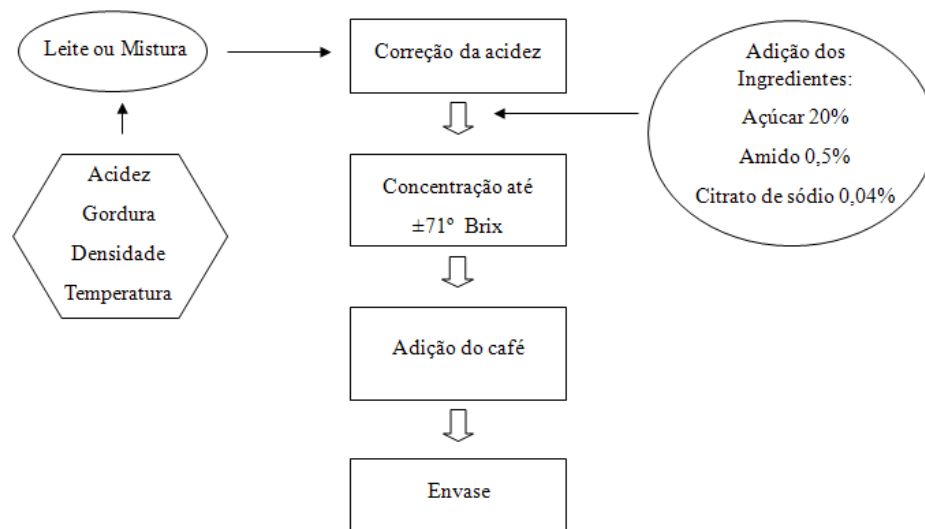 Leite ou Mistura
Correção da acidez
Adição dos
Ingredientes:
Açúcar 20%
Amido 0,5%
Citrato de sódio 0,04%
Acidez
Gordura
Densidade
Temperatura
Concentração até
±71º Brix
Adição do café
Envase